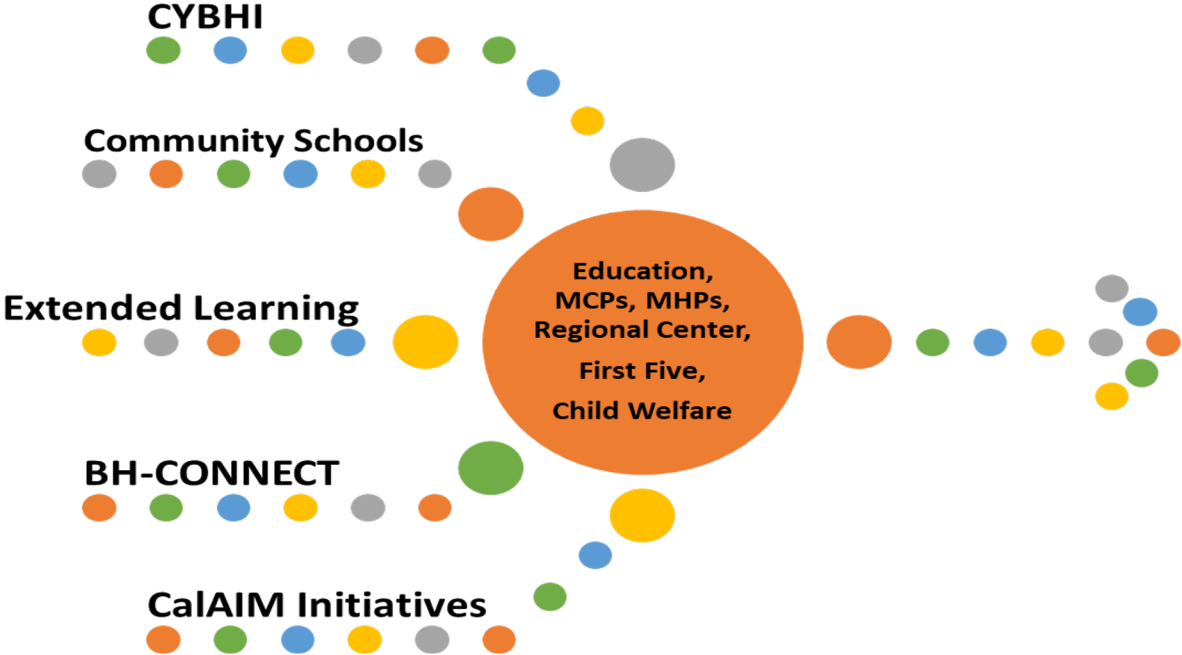 CYBHI
Community Schools
Extended Learning
BH-CONNECT
CalAIM Initiatives
Education,
MCPs, MHPs,
Regional Center,
First Five,
Child Welfare